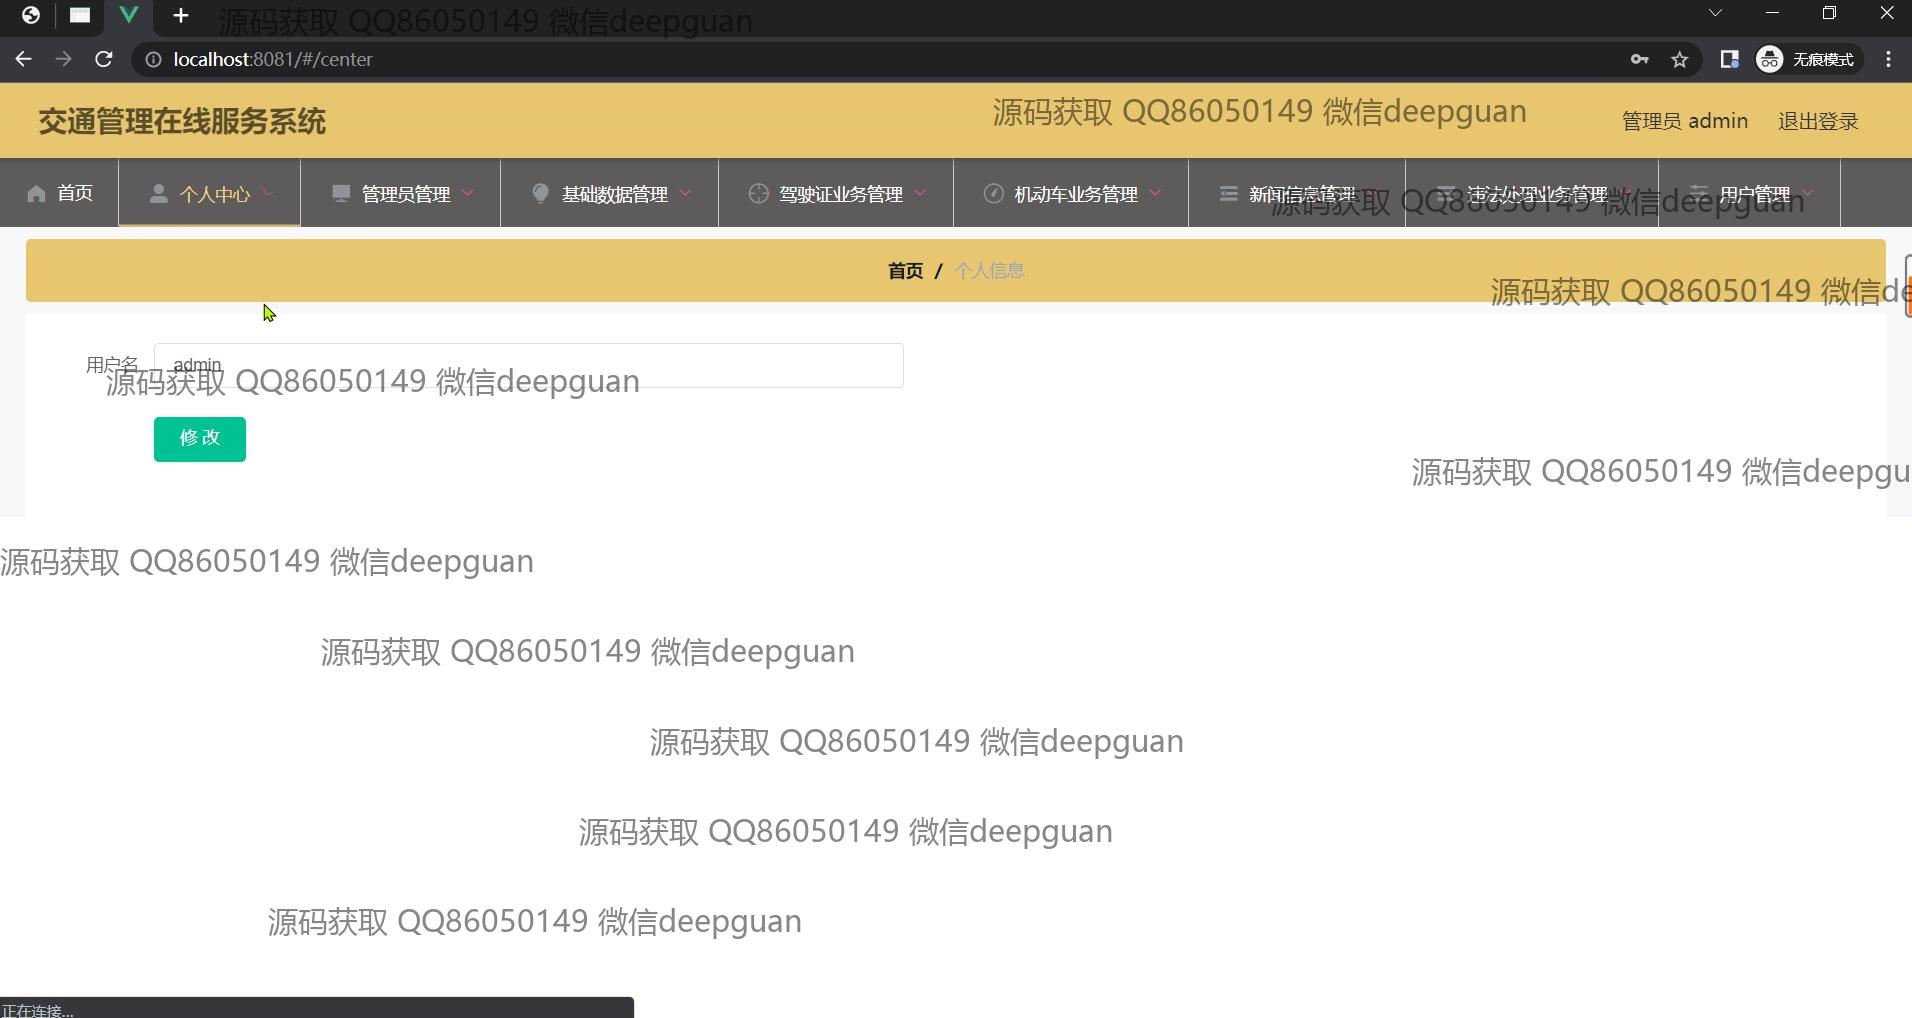 源码获取 QQ86050149 微信deepguan
localhost:8081/#/center
无痕模式
交通管理在线服务系统
源码获取 QQ86050149 微信deepguan
管理员 admin
退出登录
首页
个人中心
管理员管理
基础数据管理
驾驶证业务管理
机动车业务管理
新闻信息管理
违法处理业务管理
用户管理
源码获取 QQ86050149 微信deepguan
首页 / 个人信息
源码获取 QQ86050149 微信de
用户名
admin
源码获取 QQ86050149 微信deepguan
修改
源码获取 QQ86050149 微信deepgu
源码获取 QQ86050149 微信deepguan
源码获取 QQ86050149 微信deepguan
源码获取 QQ86050149 微信deepguan
源码获取 QQ86050149 微信deepguan
源码获取 QQ86050149 微信deepguan
正在连接...